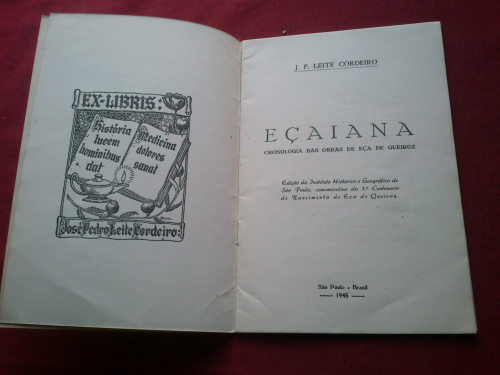 EX-LIBRIS:
História
lucem
hominibus
dat
Medicina
dolores
sanat
José Pedro Leite Cordeiro:
J. P. LEITE CORDEIRO
EÇAIANA
CRONOLOGIA DAS OBRAS DE EÇA DE QUEIROZ
Edição do Instituto Histórico e Geográfico de
São Paulo, comemorativa do 1.º Centenario
do Nascimento de Eça de Queiroz.
São Paulo - Brasil
1945